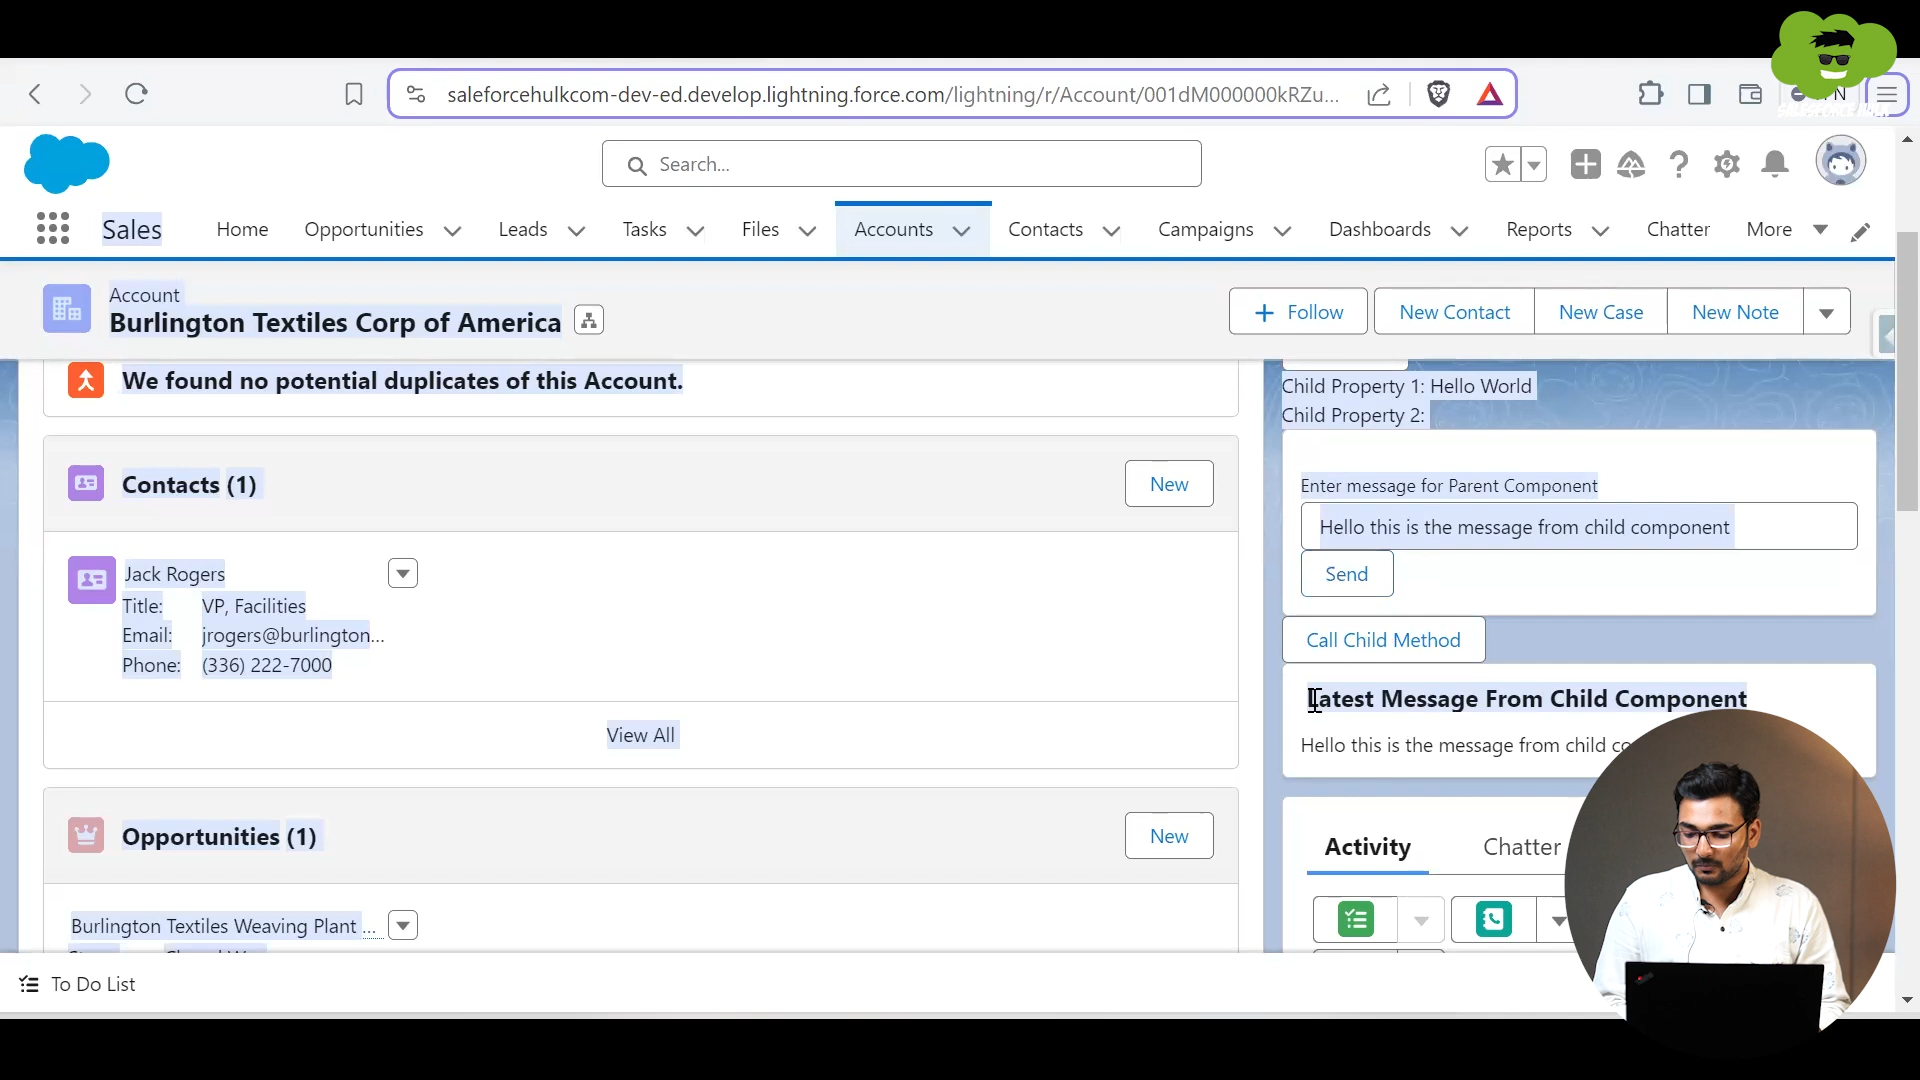 saleforcehulkcom-dev-ed.develop.lightning.force.com/lightning/r/Account/001dM000000kRZu...
Search...
Sales
Home
Opportunities
Leads
Tasks
Files
Accounts
Contacts
Campaigns
Dashboards
Reports
Chatter
More
Account
Burlington Textiles Corp of America
Follow
New Contact
New Case
New Note
We found no potential duplicates of this Account.
Contacts (1)
New
Jack Rogers
Title: VP, Facilities
Email: jrogers@burlington...
Phone: (336) 222-7000
View All
Opportunities (1)
New
Burlington Textiles Weaving Plant ...
Child Property 1: Hello World
Child Property 2:
Enter message for Parent Component
Hello this is the message from child component
Send
Call Child Method
Latest Message From Child Component
Hello this is the message from child
Activity
Chatter
To Do List